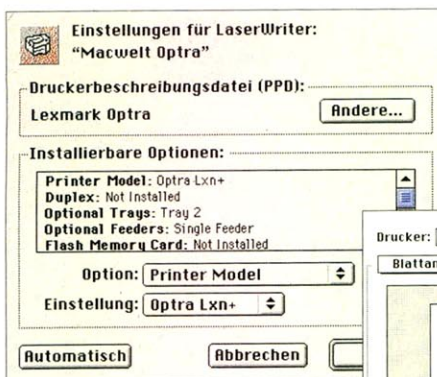 Einstellungen für LaserWriter:
“Macwelt Optra”
Druckerbeschreibungsdatei (PPD):
Lexmark Optra
Andere...
Installierbare Optionen:
Printer Model: Optra Lxn+
Duplex: Not Installed
Optional Trays: Tray 2
Optional Feeders: Single Feeder
Flash Memory Card: Not Installed
Option: Printer Model
Einstellung: Optra Lxn+
Automatisch
Abbrechen
Drucker: